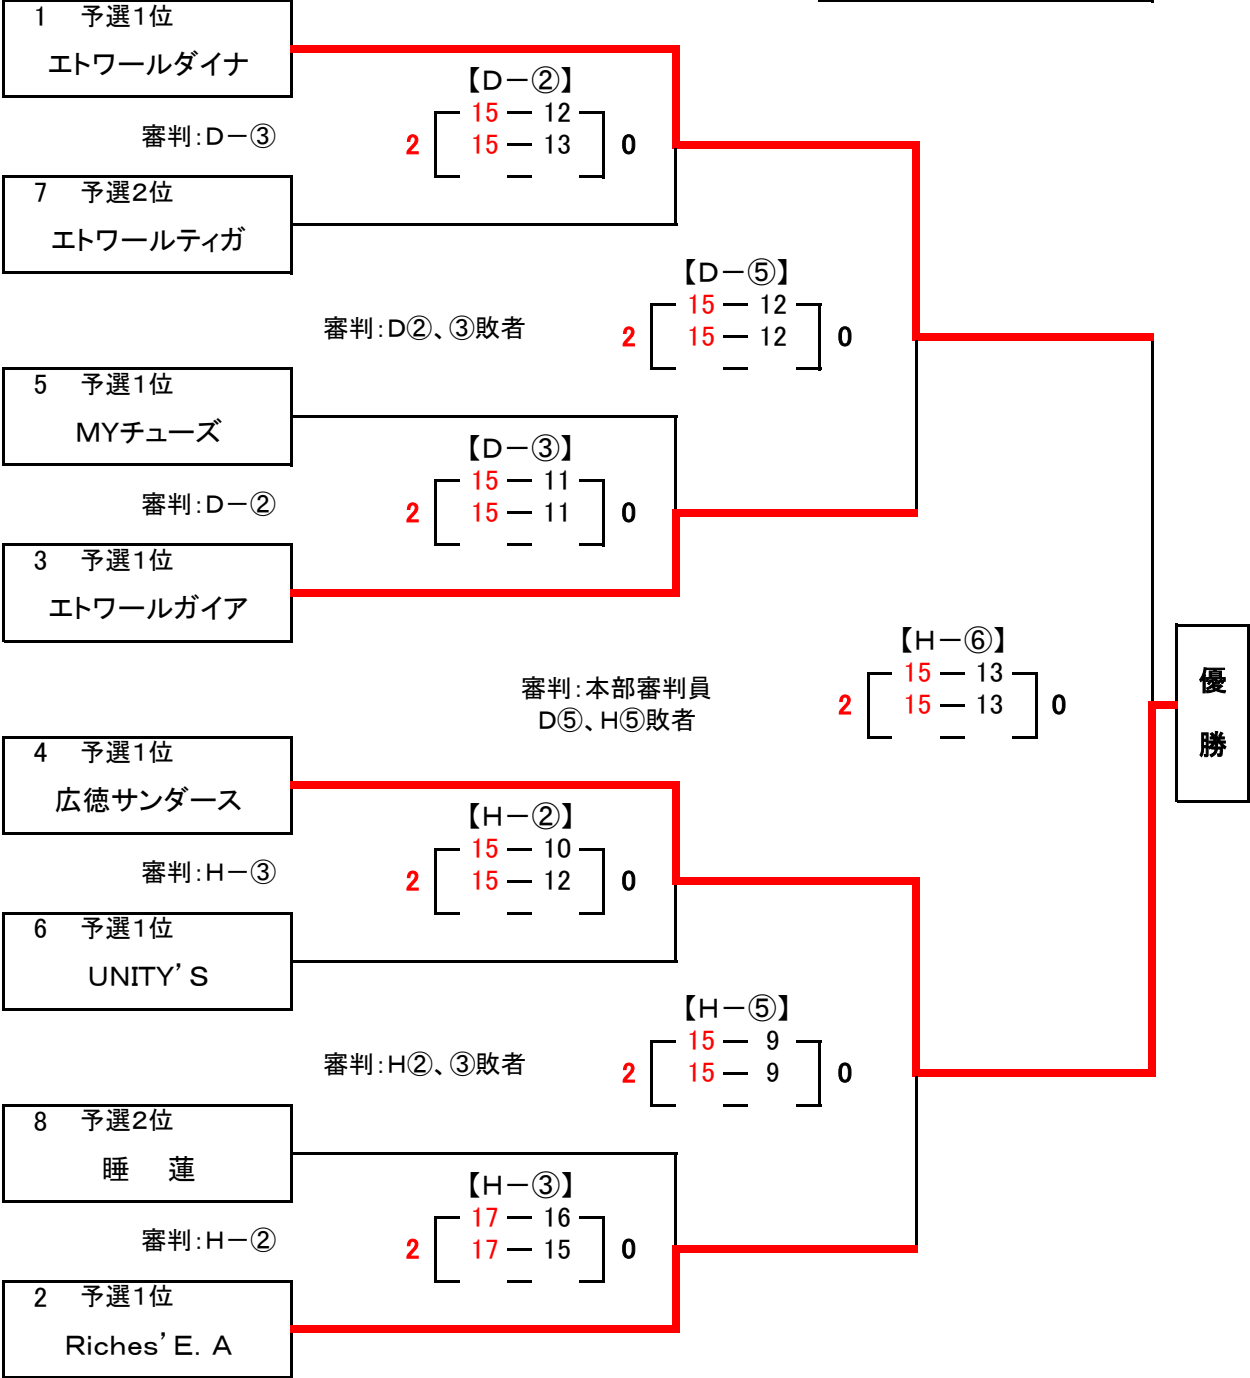 1 予選1位
エトワールダイナ
【D－②】
15 ― 12
審判：D－③
2 15 ― 13 0
7 予選2位
エトワールティガ
【D－⑤】
15 ― 12
審判：D②、③敗者
2 15 ― 12 0
5 予選1位
MYチューズ
【D－③】
15 ― 11
審判：D－②
2 15 ― 11 0
3 予選1位
エトワールガイア
【H－⑥】
15 ― 13
審判：本部審判員
D⑤、H⑤敗者
2 15 ― 13 0
優
勝
4 予選1位
広徳サンダース
【H－②】
15 ― 10
審判：H－③
2 15 ― 12 0
6 予選1位
UNITY’S
【H－⑤】
15 ― 9
審判：H②、③敗者
2 15 ― 9 0
8 予選2位
睡　蓮
【H－③】
17 ― 16
審判：H－②
2 17 ― 15 0
2 予選1位
Riches’E．A